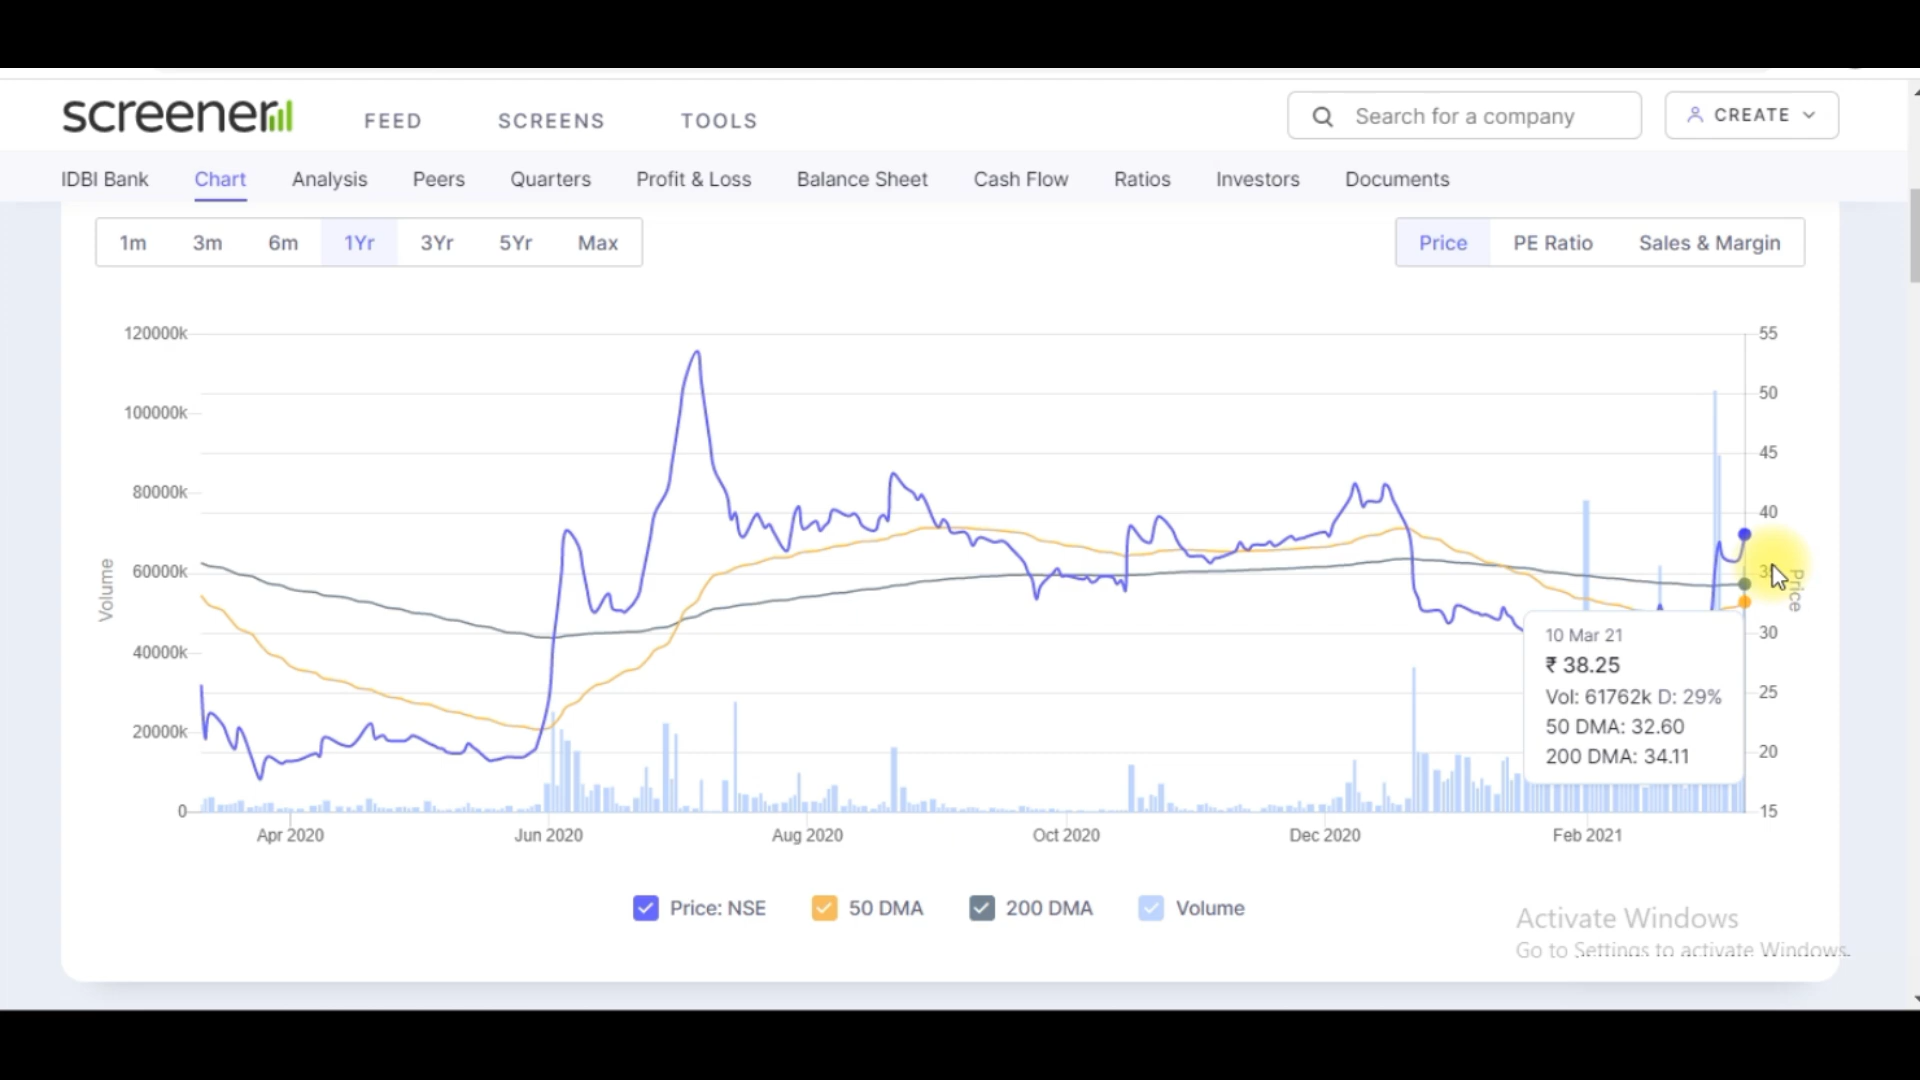 screener
FEED SCREENS TOOLS
Search for a company
CREATE
IDBI Bank Chart Analysis Peers Quarters Profit & Loss Balance Sheet Cash Flow Ratios Investors Documents
1m 3m 6m 1Yr 3Yr 5Yr Max
Price PE Ratio Sales & Margin
120000k 55
50
100000k
45
80000k
40
60000k
Volume
Price
10 Mar 21
30
₹ 38.25
40000k
Vol: 61762k D: 29%
25
50 DMA: 32.60
20000k
200 DMA: 34.11
20
0 15
Apr 2020 Jun 2020 Aug 2020 Oct 2020 Dec 2020 Feb 2021
Price: NSE 50 DMA 200 DMA Volume
Activate Windows
Go to Settings to activate Windows.